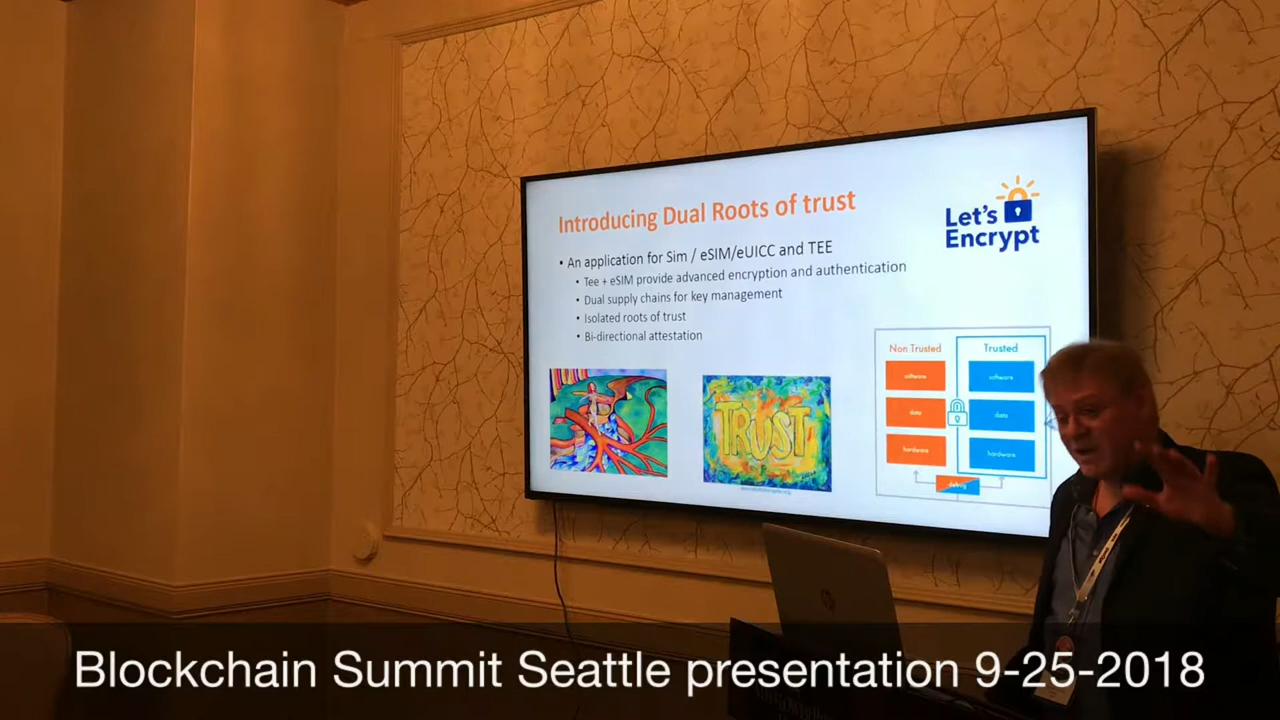 Introducing Dual Roots of trust
Let's
Encrypt
• An application for Sim / eSIM/eUICC and TEE
• Tee + eSIM provide advanced encryption and authentication
• Dual supply chains for key management
• Isolated roots of trust
• Bi-directional attestation
Non Trusted
Trusted
software
software
data
data
hardware
hardware
debug
TRUST
hp
Blockchain Summit Seattle presentation 9-25-2018